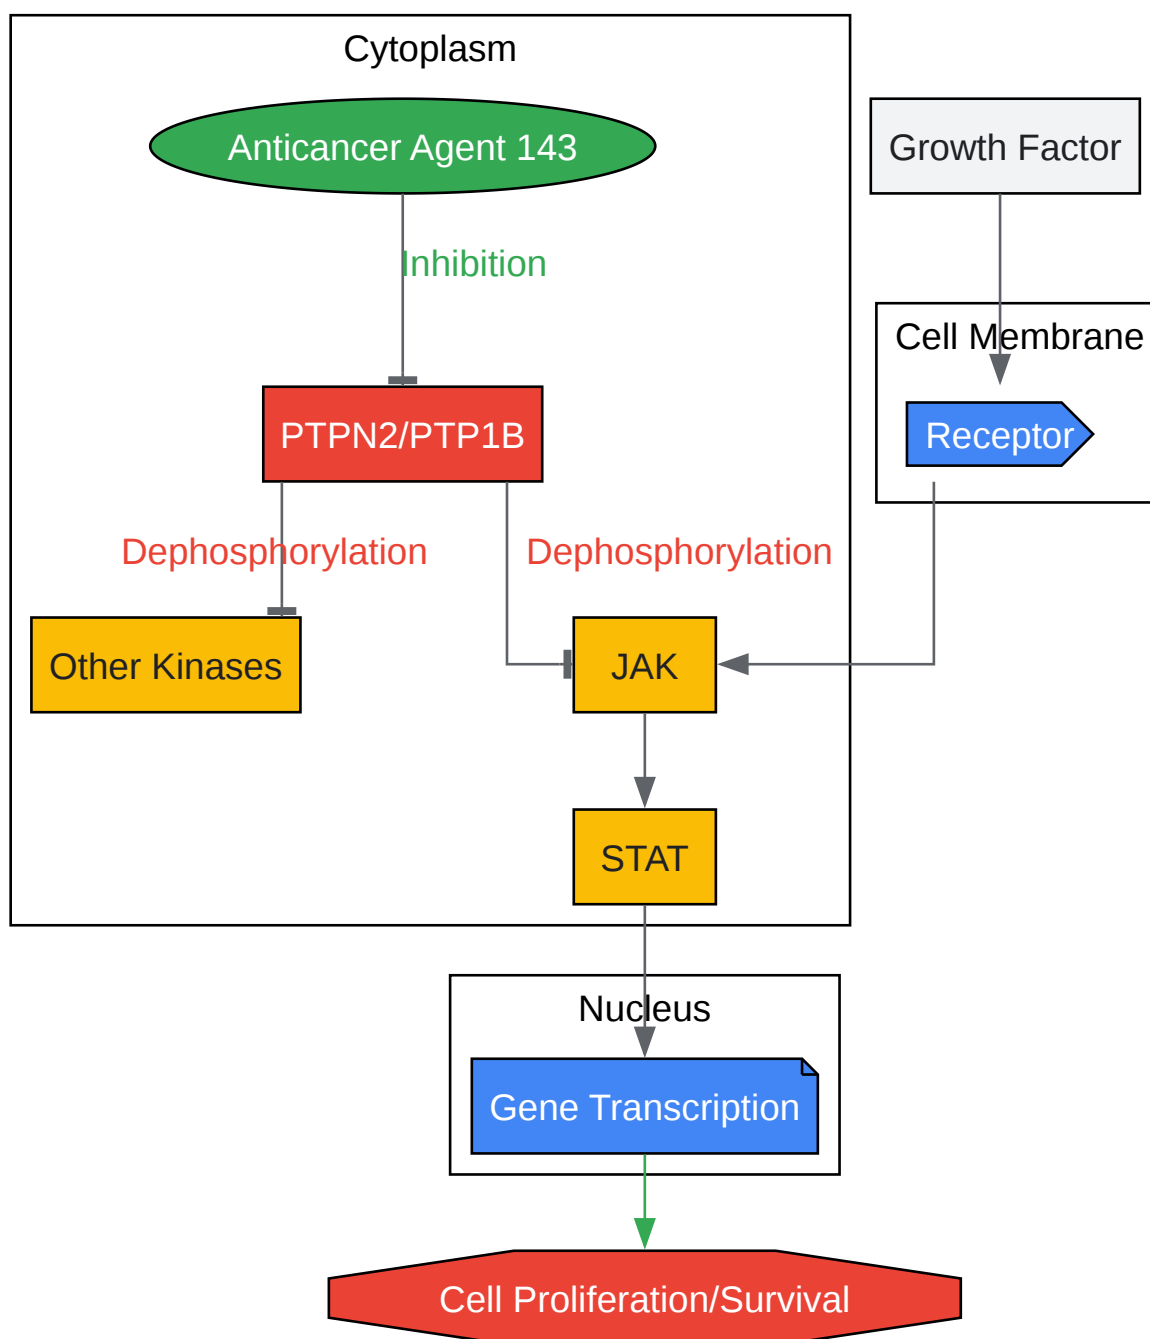 Cytoplasm
Anticancer Agent 143
Growth Factor
Inhibition
Cell Membrane
PTPN2/PTP1B
Receptor
Dephosphorylation
Dephosphorylation
Other Kinases
JAK
STAT
Nucleus
Gene Transcription
Cell Proliferation/Survival